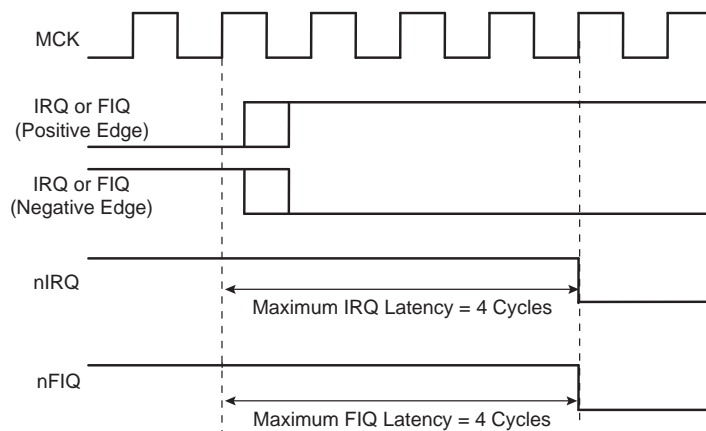 MCK
IRQ or FIQ
(Positive Edge)
IRQ or FIQ
(Negative Edge)
nIRQ
Maximum IRQ Latency = 4 Cycles
nFIQ
Maximum FIQ Latency = 4 Cycles